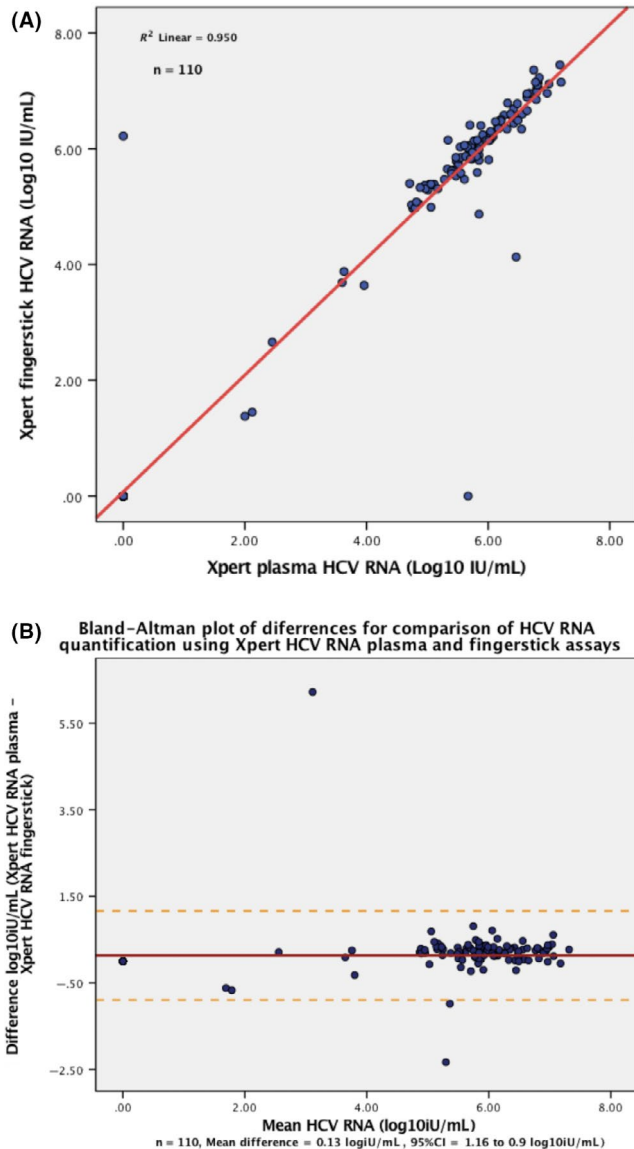 (A)
8.00
R² Linear = 0.950
n = 110
6.00
4.00
2.00
.00
Xpert fingerstick HCV RNA (Log10 IU/mL)
.00 2.00 4.00 6.00 8.00
Xpert plasma HCV RNA (Log10 IU/mL)
(B) Bland-Altman plot of diferrences for comparison of HCV RNA
quantification using Xpert HCV RNA plasma and fingerstick assays
Difference log10iU/mL (Xpert HCV RNA plasma –
Xpert HCV RNA fingerstick)
5.50
3.50
1.50
-.50
-2.50
.00 2.00 4.00 6.00 8.00
Mean HCV RNA (log10iU/mL)
n = 110, Mean difference = 0.13 logiU/mL , 95%CI = 1.16 to 0.9 log10iU/mL)